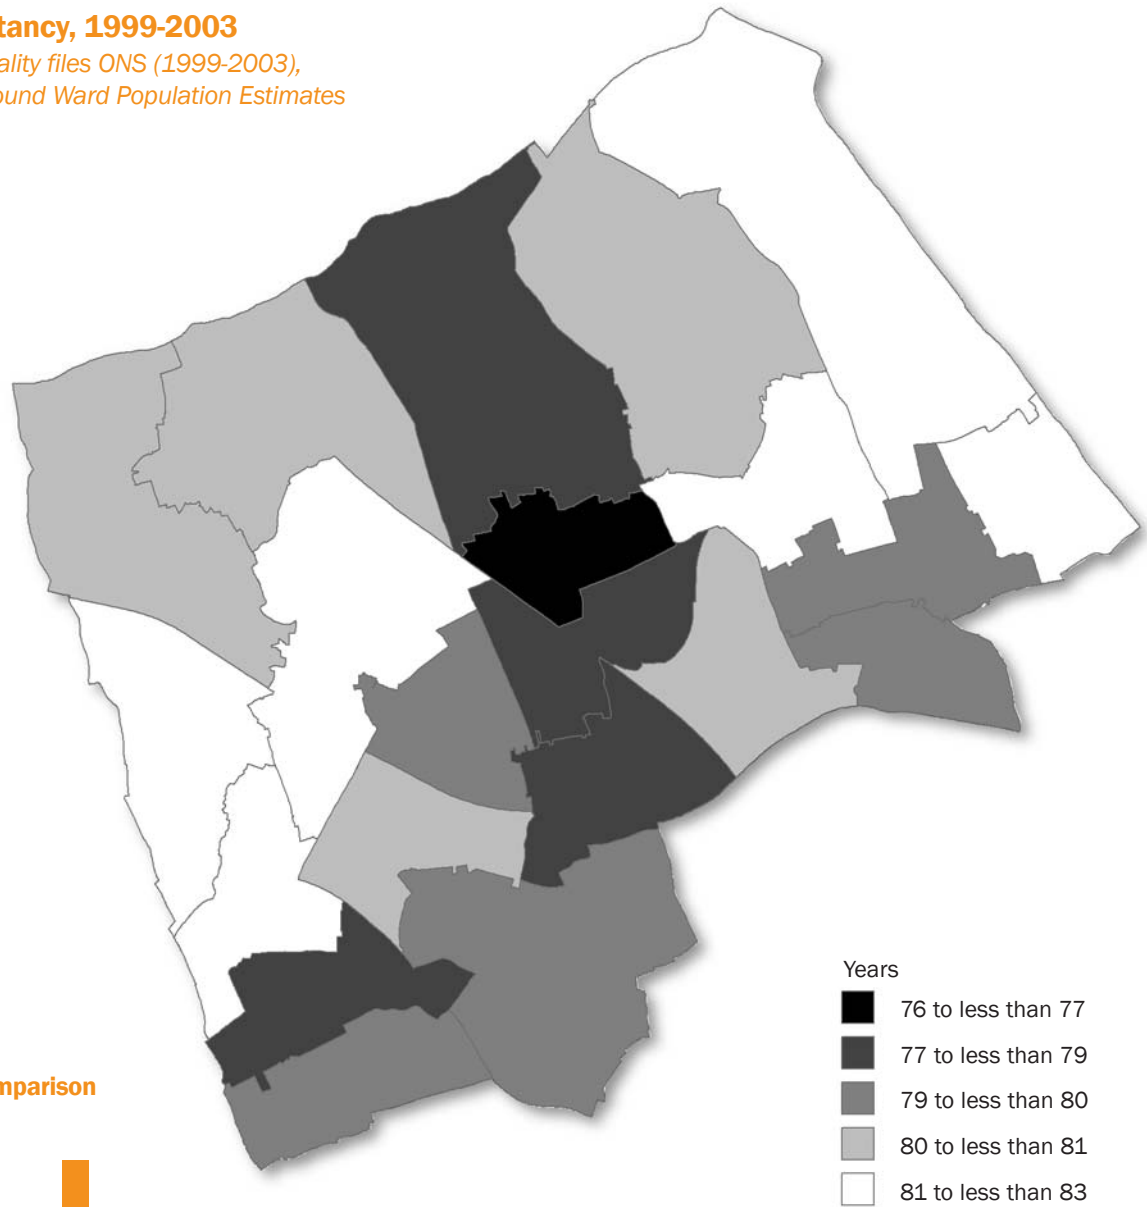 tancy, 1999-2003
ality files ONS (1999-2003),
ound Ward Population Estimates
Years
76 to less than 77
77 to less than 79
79 to less than 80
80 to less than 81
81 to less than 83
mparison